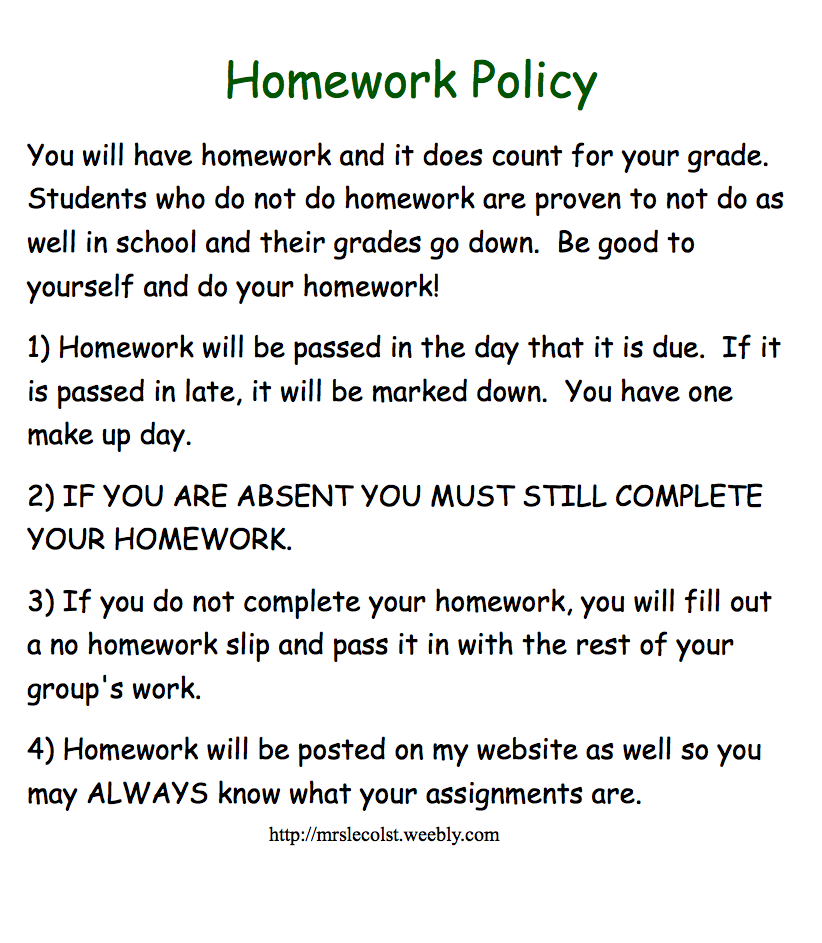 Homework Policy
You will have homework and it does count for your grade.
Students who do not do homework are proven to not do as
well in school and their grades go down.  Be good to
yourself and do your homework!
1) Homework will be passed in the day that it is due.  If it
is passed in late, it will be marked down.  You have one
make up day.
2) IF YOU ARE ABSENT YOU MUST STILL COMPLETE
YOUR HOMEWORK.
3) If you do not complete your homework, you will fill out
a no homework slip and pass it in with the rest of your
group's work.
4) Homework will be posted on my website as well so you
may ALWAYS know what your assignments are.
http://mrslecolst.weebly.com